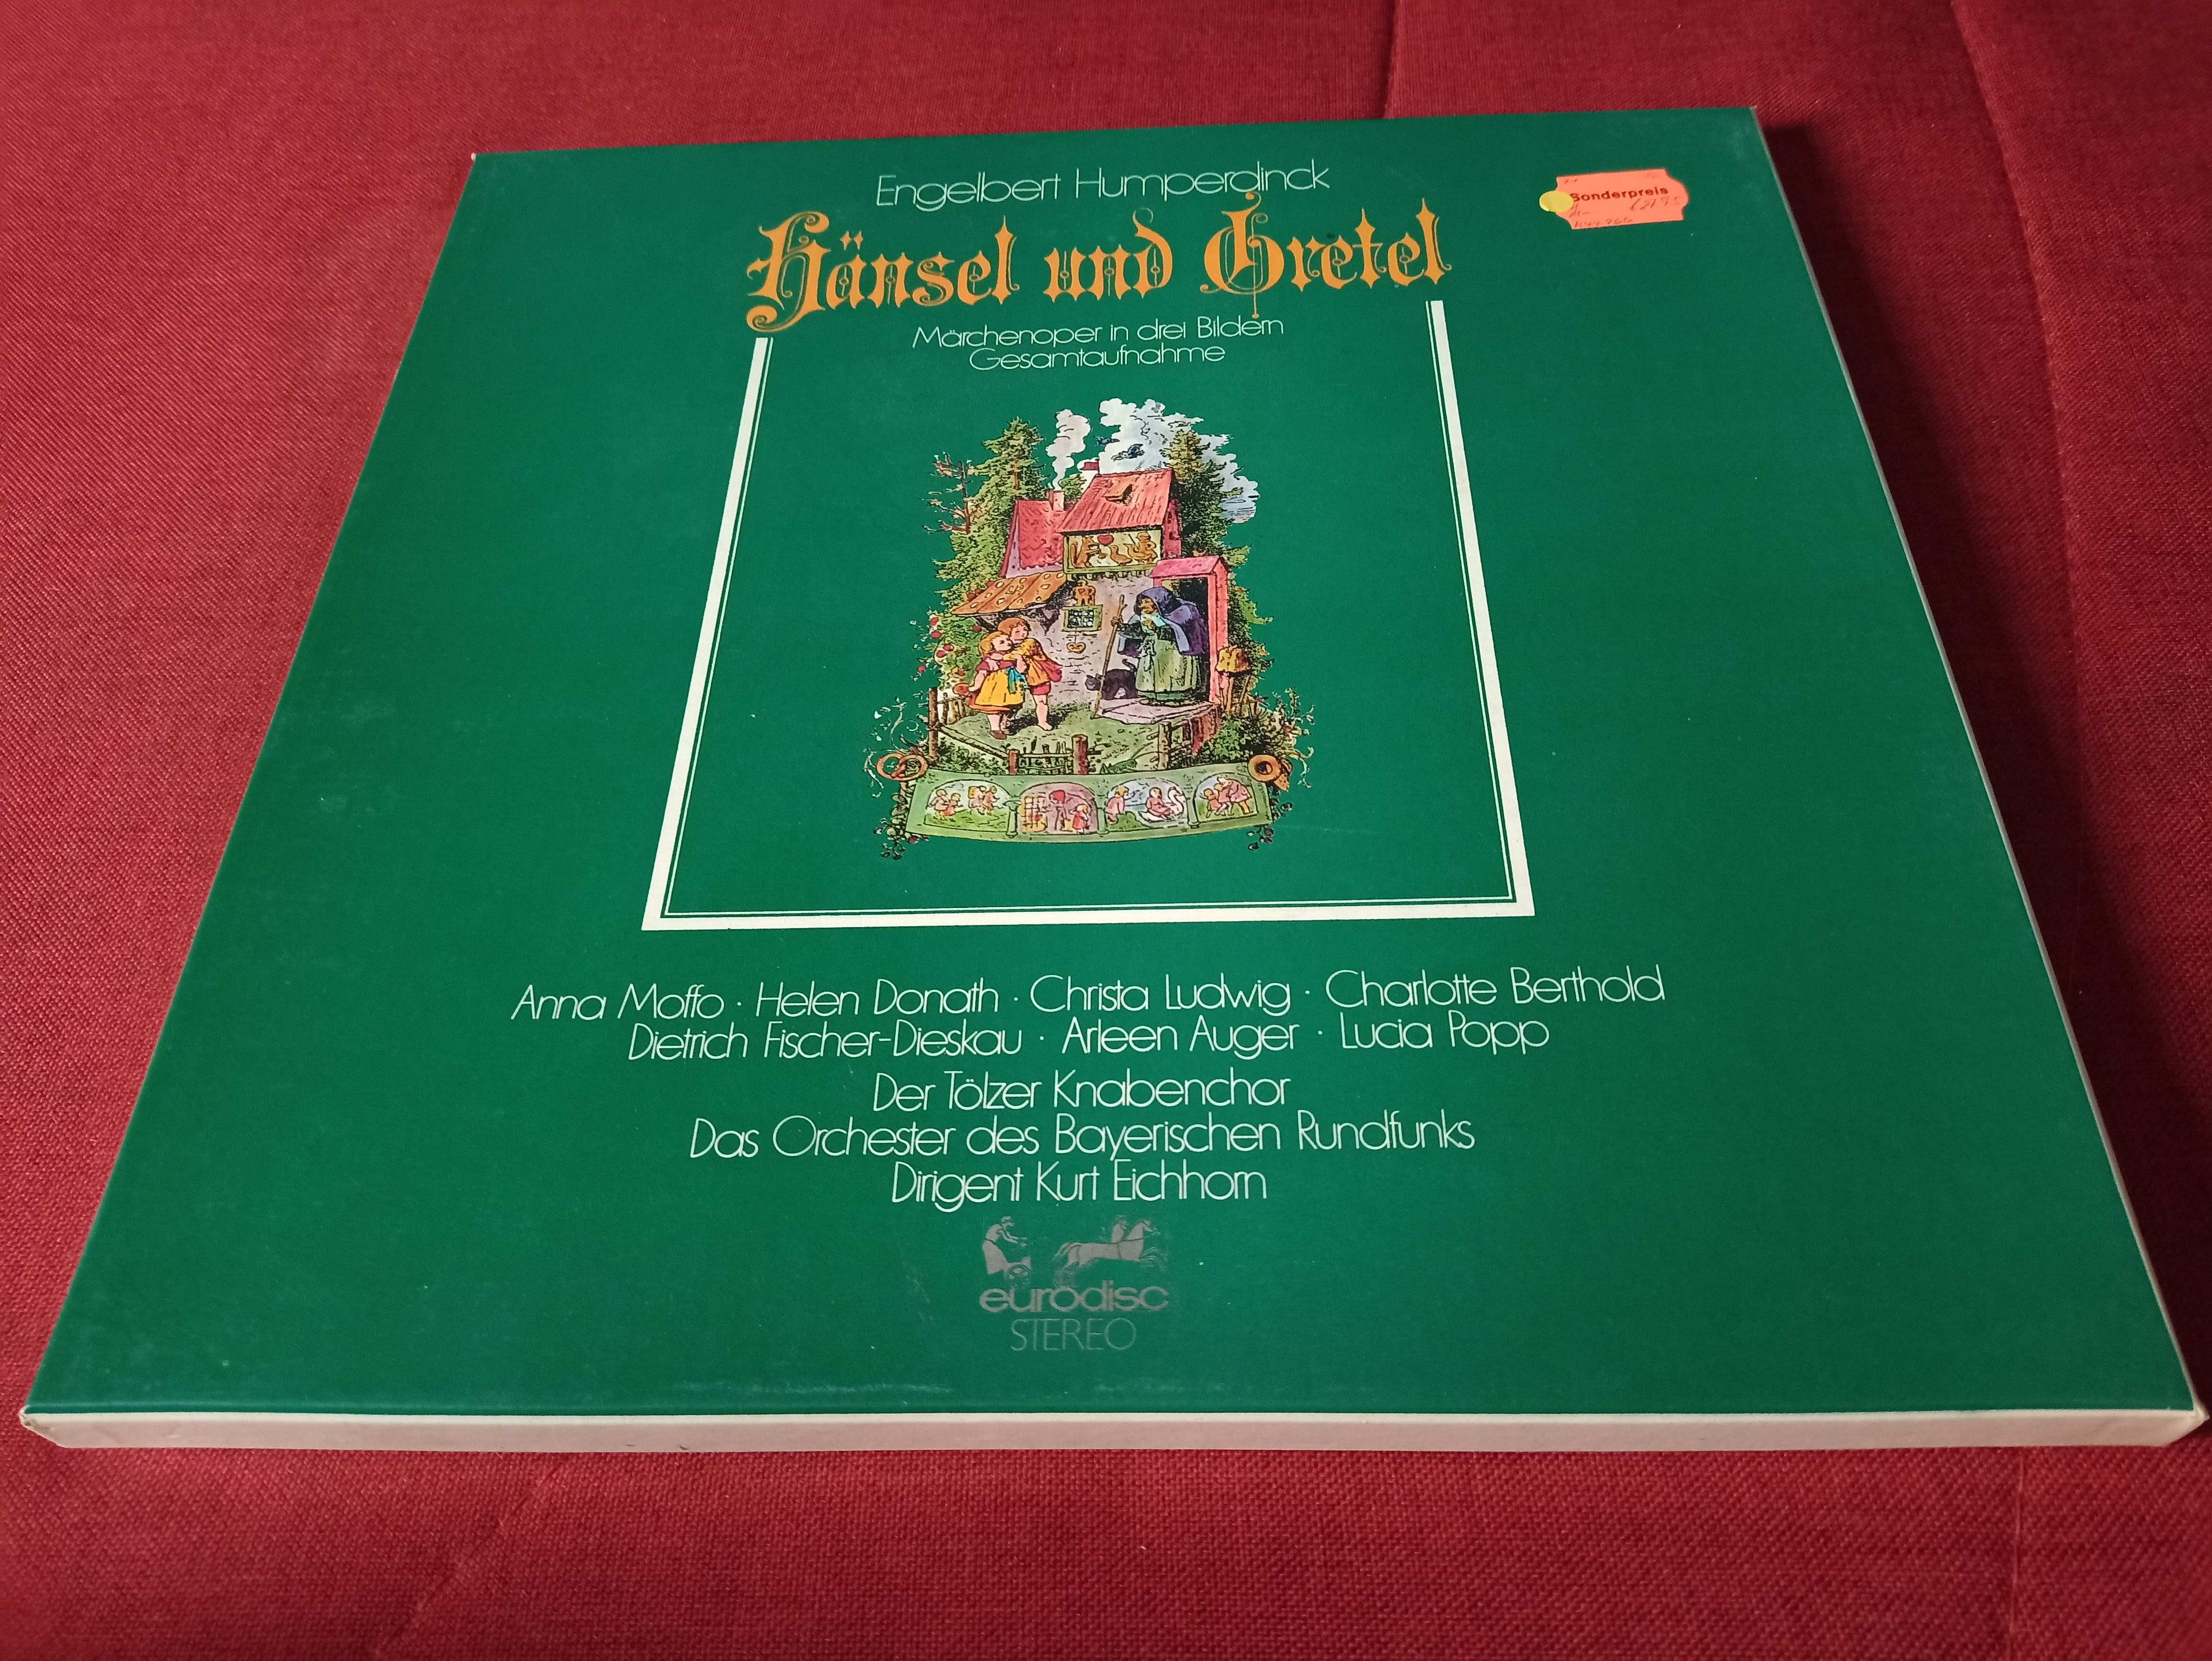 Engelbert Humperdinck
Hänsel und Gretel
Märchenoper in drei Bildern
Gesamtaufnahme
Sonderpreis
Anna Moffo · Helen Donath · Christa Ludwig · Charlotte Berthold
Dietrich Fischer-Dieskau · Arleen Auger · Lucia Popp
Der Tölzer Knabenchor
Das Orchester des Bayerischen Rundfunks
Dirigent Kurt Eichhorn
eurodisc
STEREO